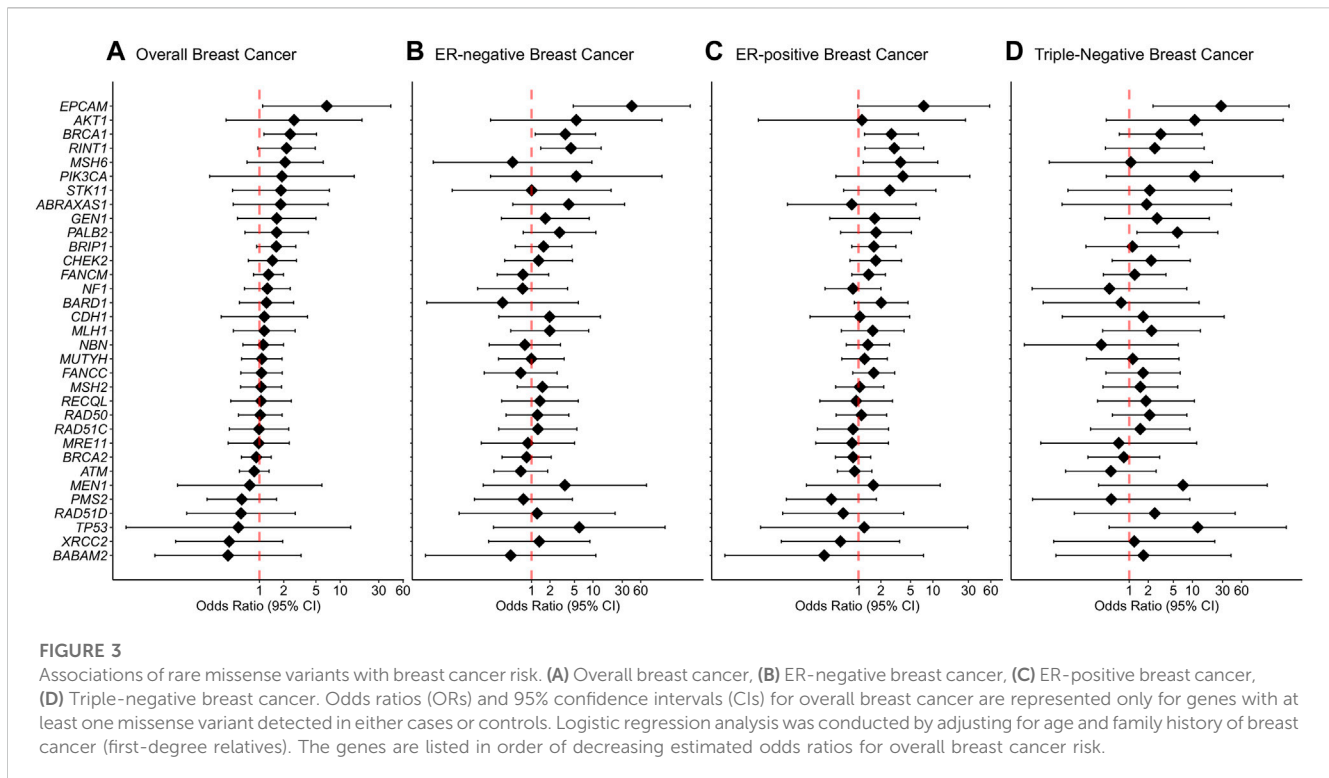 A Overall Breast Cancer
B ER-negative Breast Cancer
C ER-positive Breast Cancer
D Triple-Negative Breast Cancer
EPCAM
AKT1
BRCA1
RINT1
MSH6
PIK3CA
STK11
ABRAXAS1
GEN1
PALB2
BRIP1
CHEK2
FANCM
NF1
BARD1
CDH1
MLH1
NBN
MUTYH
FANCC
MSH2
RECQL
RAD50
RAD51C
MRE11
BRCA2
ATM
MEN1
PMS2
RAD51D
TP53
XRCC2
BABAM2
1 2 5 10 30 60
Odds Ratio (95% CI)
1 2 5 10 30 60
Odds Ratio (95% CI)
1 2 5 10 30 60
Odds Ratio (95% CI)
1 2 5 10 30 60
Odds Ratio (95% CI)
FIGURE 3
Associations of rare missense variants with breast cancer risk. (A) Overall breast cancer, (B) ER-negative breast cancer, (C) ER-positive breast cancer,
(D) Triple-negative breast cancer. Odds ratios (ORs) and 95% confidence intervals (CIs) for overall breast cancer are represented only for genes with at
least one missense variant detected in either cases or controls. Logistic regression analysis was conducted by adjusting for age and family history of breast
cancer (first-degree relatives). The genes are listed in order of decreasing estimated odds ratios for overall breast cancer risk.